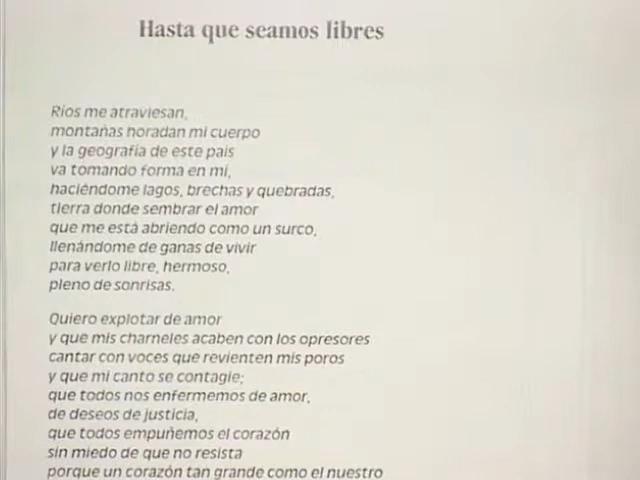 Hasta que seamos libres
Ríos me atraviesan,
montañas horadan mi cuerpo
y la geografía de este país
va tomando forma en mí,
haciéndome lagos, brechas y quebradas,
tierra donde sembrar el amor
que me está abriendo como un surco,
llenándome de ganas de vivir
para verlo libre, hermoso,
pleno de sonrisas.
Quiero explotar de amor
y que mis charneles acaben con los opresores
cantar con voces que revienten mis poros
y que mi canto se contagie;
que todos nos enfermemos de amor,
de deseos de justicia,
que todos empuñemos el corazón
sin miedo de que no resista
porque un corazón tan grande como el nuestro